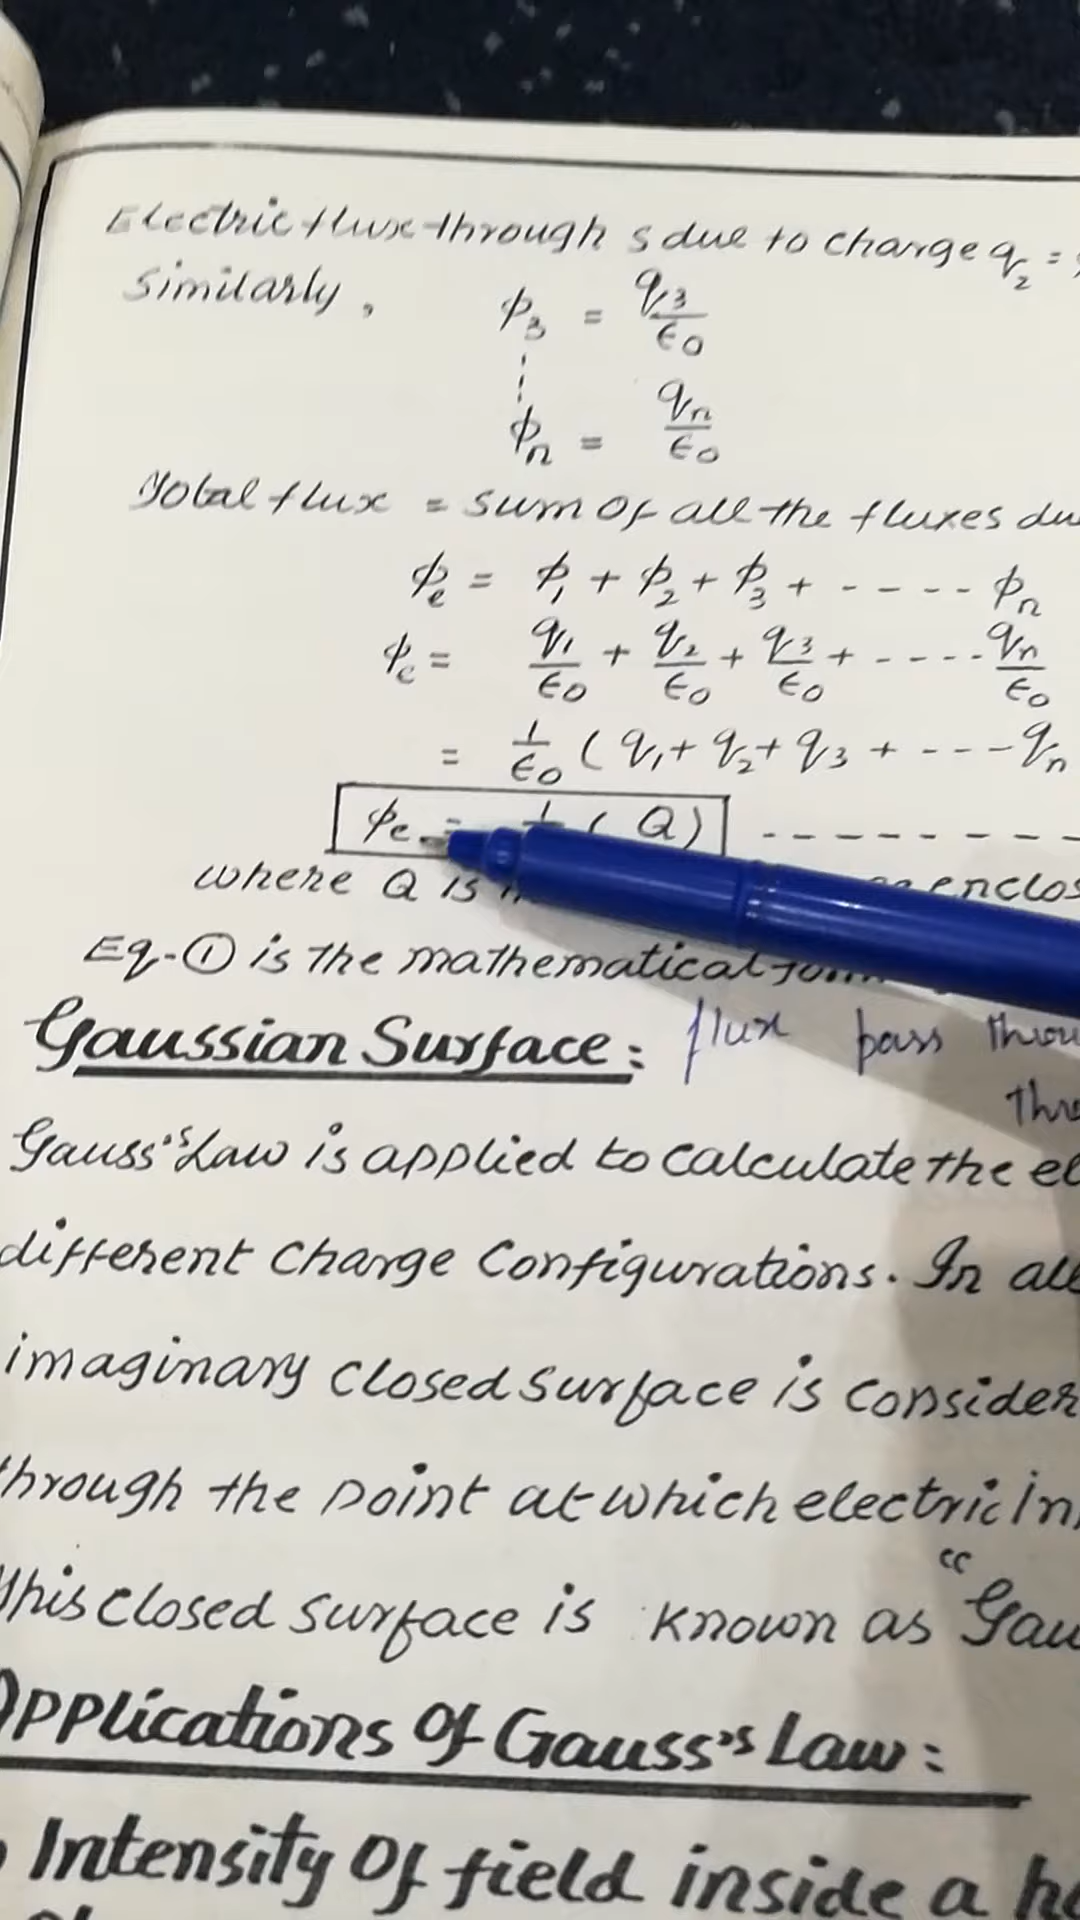 Electric flux through S due to charge q₂ =
Similarly, ϕ₃ = q₃/ϵ₀
ϕₙ = qₙ/ϵ₀
Total flux = sum of all the fluxes
ϕₑ = ϕ₁ + ϕ₂ + ϕ₃ + ---- ϕₙ
ϕₑ = q₁/ϵ₀ + q₂/ϵ₀ + q₃/ϵ₀ + ---- qₙ/ϵ₀
= 1/ϵ₀ (q₁ + q₂ + q₃ + --- qₙ
ϕₑ = ( Q) --------
where Q is
Eq-① is the mathematical
Gaussian Surface: flux pass
Gauss's Law is applied to calculate the
different Charge Configurations. In
imaginary closed surface is
through the point at which electric
This closed surface is known as "
Applications Of Gauss's Law:
Intensity Of field inside a